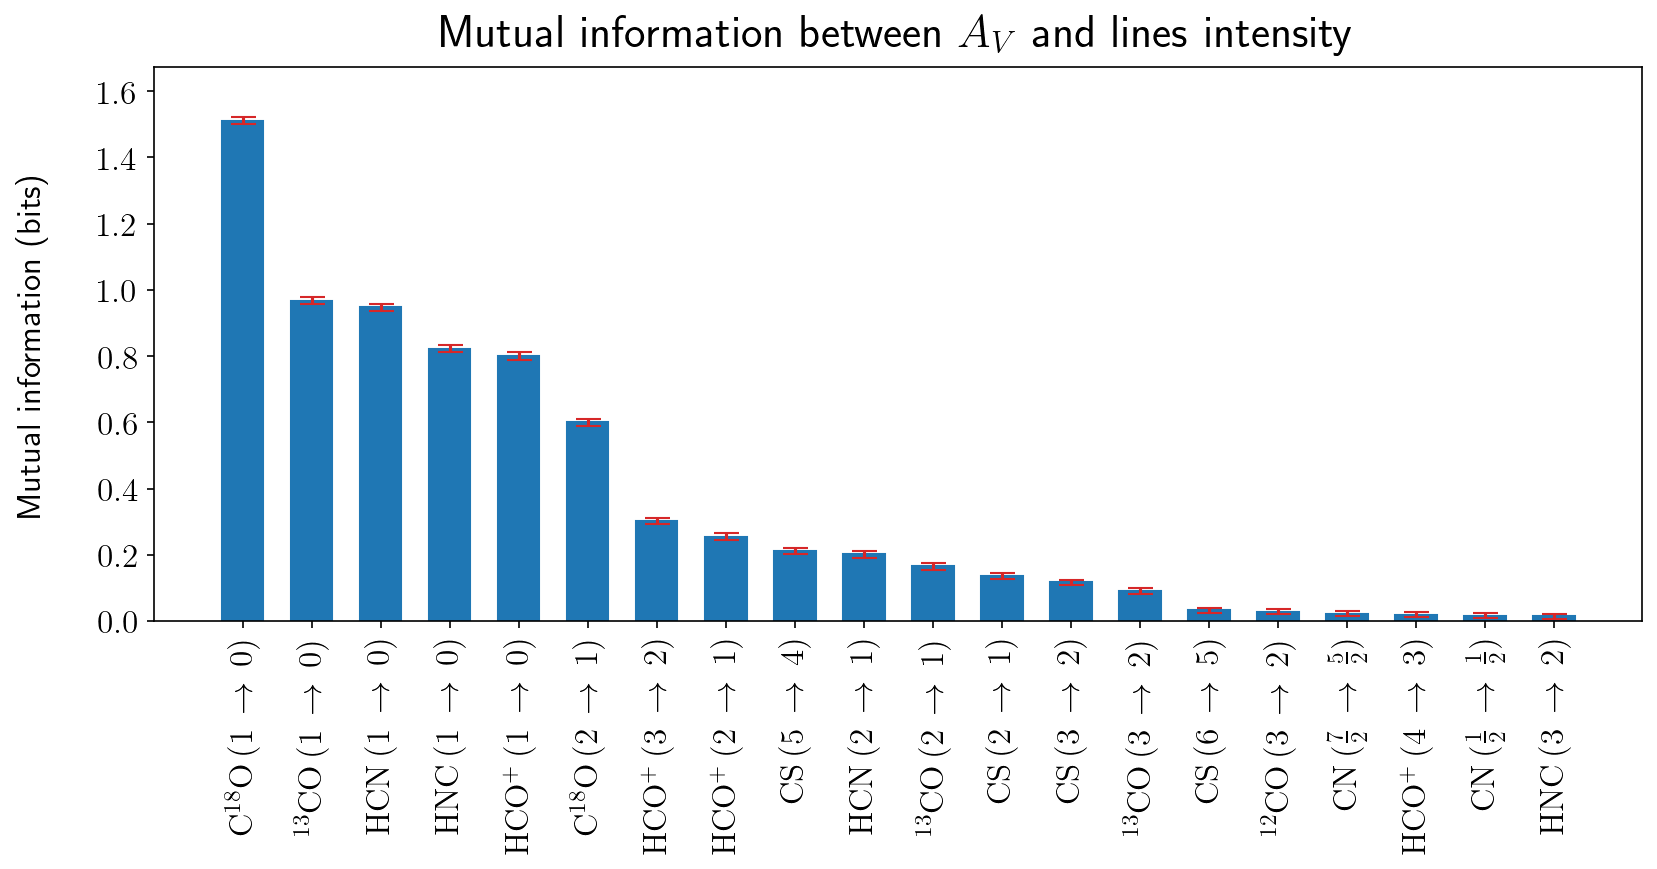 Mutual information between A_V and lines intensity
Mutual information (bits)
1.6
1.4
1.2
1.0
0.8
0.6
0.4
0.2
0.0
C¹⁸O (1 → 0)
¹³CO (1 → 0)
HCN (1 → 0)
HNC (1 → 0)
HCO⁺ (1 → 0)
C¹⁸O (2 → 1)
HCO⁺ (3 → 2)
HCO⁺ (2 → 1)
CS (5 → 4)
HCN (2 → 1)
¹³CO (2 → 1)
CS (2 → 1)
CS (3 → 2)
¹³CO (3 → 2)
CS (6 → 5)
¹²CO (3 → 2)
CN (7/2 → 5/2)
HCO⁺ (4 → 3)
CN (1/2 → 1/2)
HNC (3 → 2)